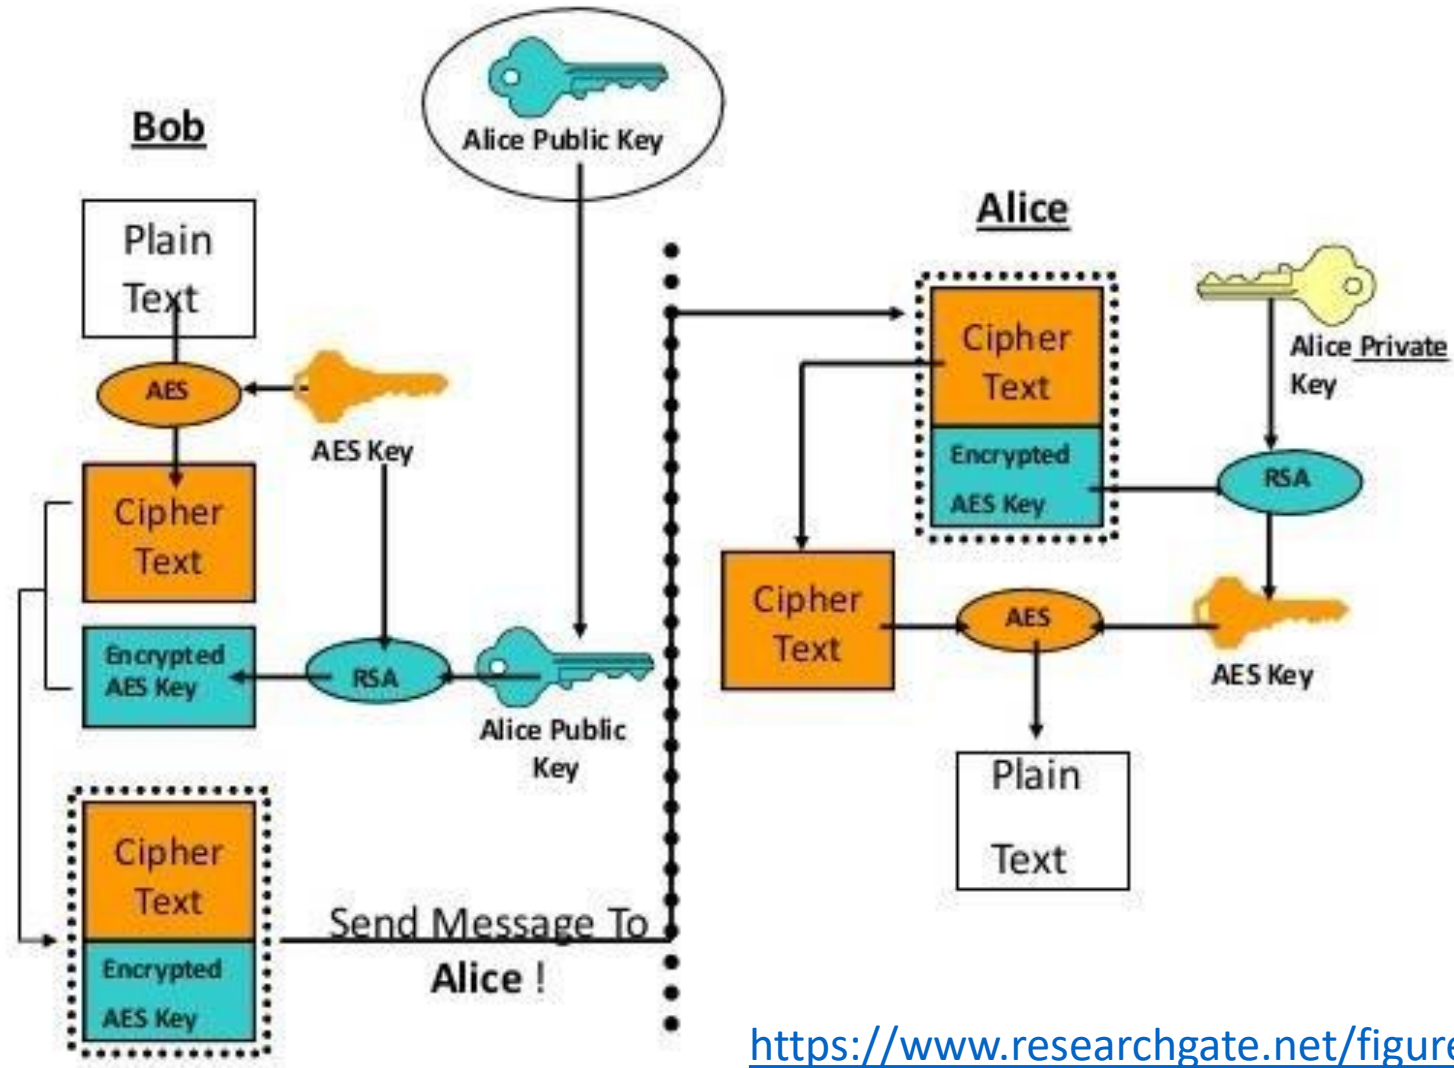 Alice Public Key
Bob
Plain
Text
AES
AES Key
Cipher
Text
Encrypted
AES Key
RSA
Alice Public
Key
Cipher
Text
Encrypted
AES Key
Send Message To
Alice !
Alice
Cipher
Text
Encrypted
AES Key
Alice Private
Key
RSA
Cipher
Text
AES
AES Key
Plain
Text
https://www.researchgate.net/figure